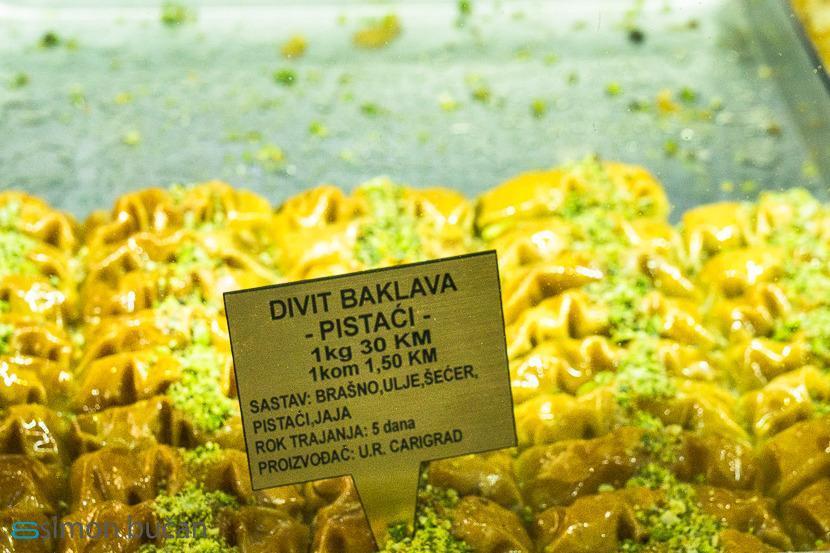 DIVIT BAKLAVA
- PISTAĆI -
1kg 30 KM
1kom 1,50 KM
SASTAV: BRAŠNO,ULJE,ŠEĆER,
PISTAĆI,JAJA
ROK TRAJANJA: 5 dana
PROIZVOĐAČ: U.R. CARIGRAD
simon.bučan